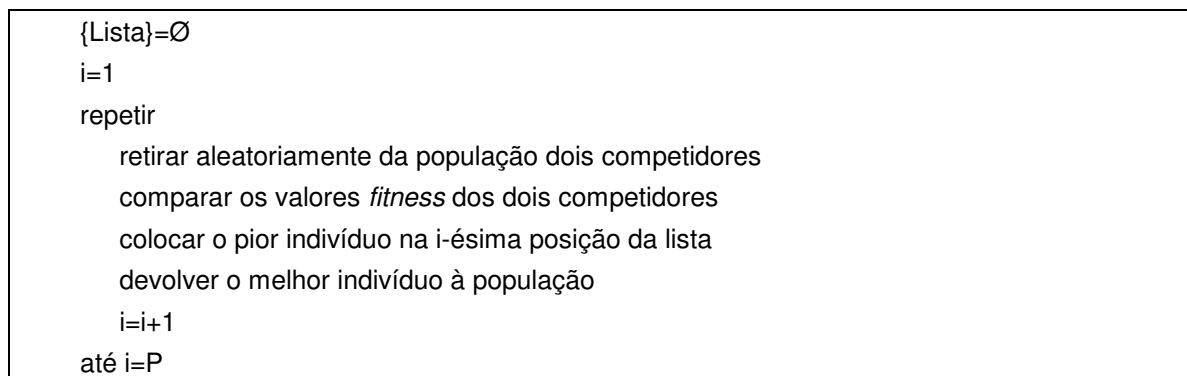 {Lista}=Ø
i=1
repetir
retirar aleatoriamente da população dois competidores
comparar os valores fitness dos dois competidores
colocar o pior indivíduo na i-ésima posição da lista
devolver o melhor indivíduo à população
i=i+1
até i=P